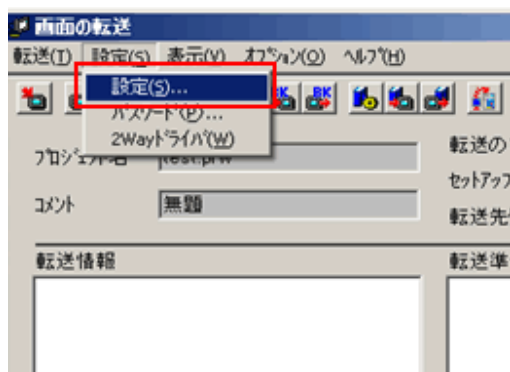 画面の転送
転送(T) 設定(S) 表示(V) ｵﾌﾟｼｮﾝ(O) ﾍﾙﾌﾟ(H)
設定(S)...
ﾊﾟｽﾜｰﾄﾞ(P)...
2Wayﾄﾞﾗｲﾊﾞ(W)
BK BK
ﾌﾟﾛｼﾞｪｸﾄ名
転送の
ｾｯﾄｱｯﾌﾟ
ｺﾒﾝﾄ 無題
転送先
転送情報 転送準